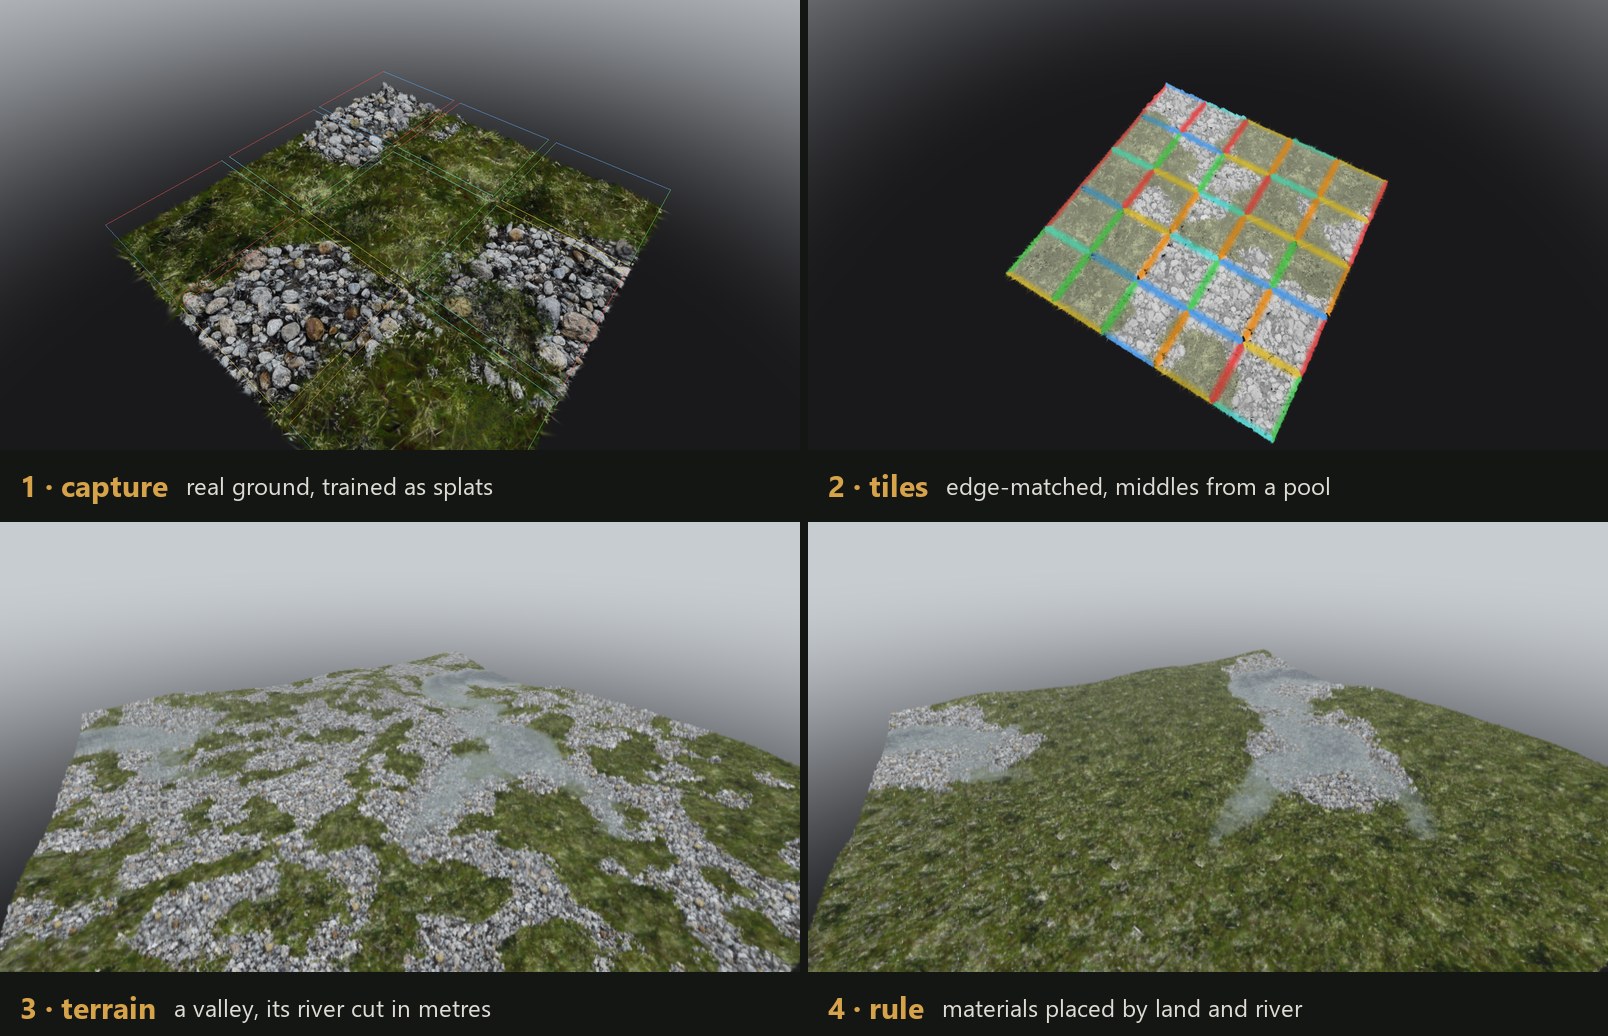 1 · capture real ground, trained as splats
2 · tiles edge-matched, middles from a pool
3 · terrain a valley, its river cut in metres
4 · rule materials placed by land and river